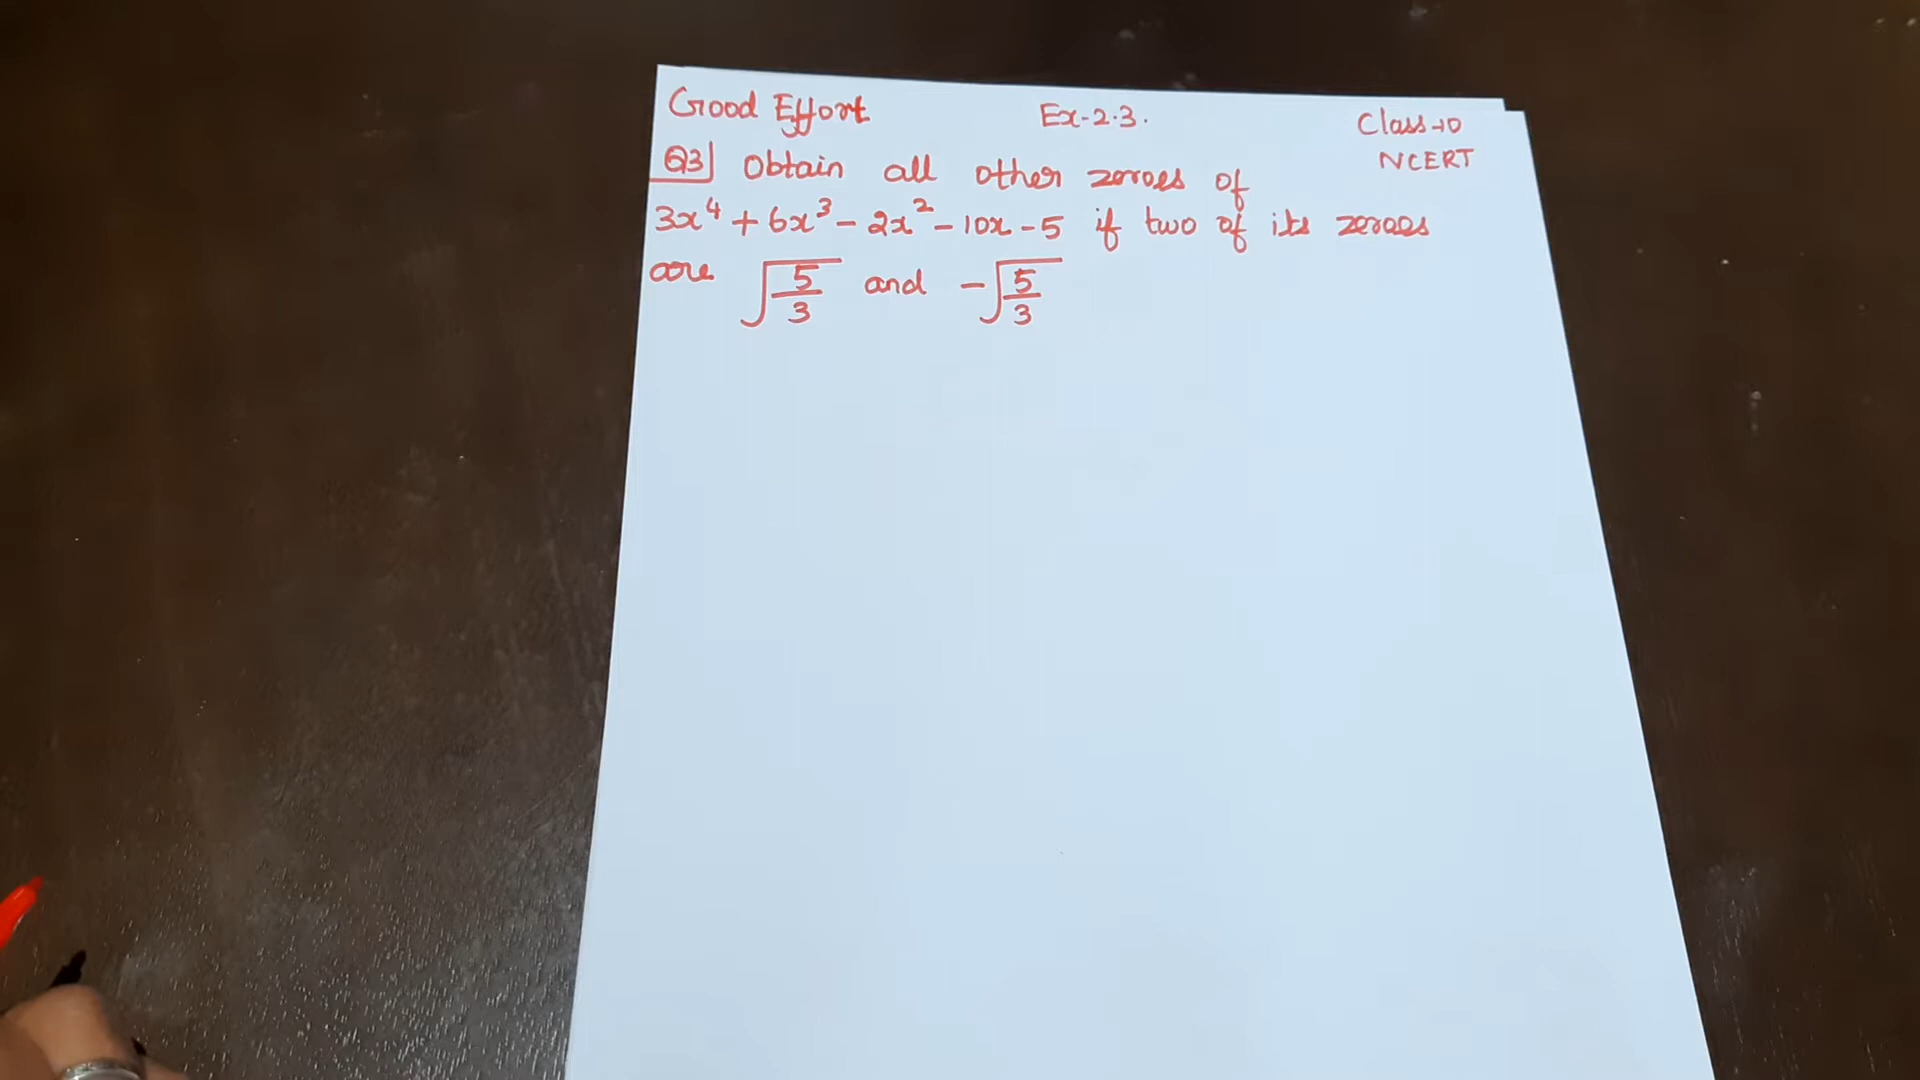 Good Effort Ex-2.3. Class-10
NCERT
Q3] Obtain all other zeroes of
3x⁴ + 6x³ - 2x² - 10x - 5 if two of its zeroes
are √5/3 and -√5/3